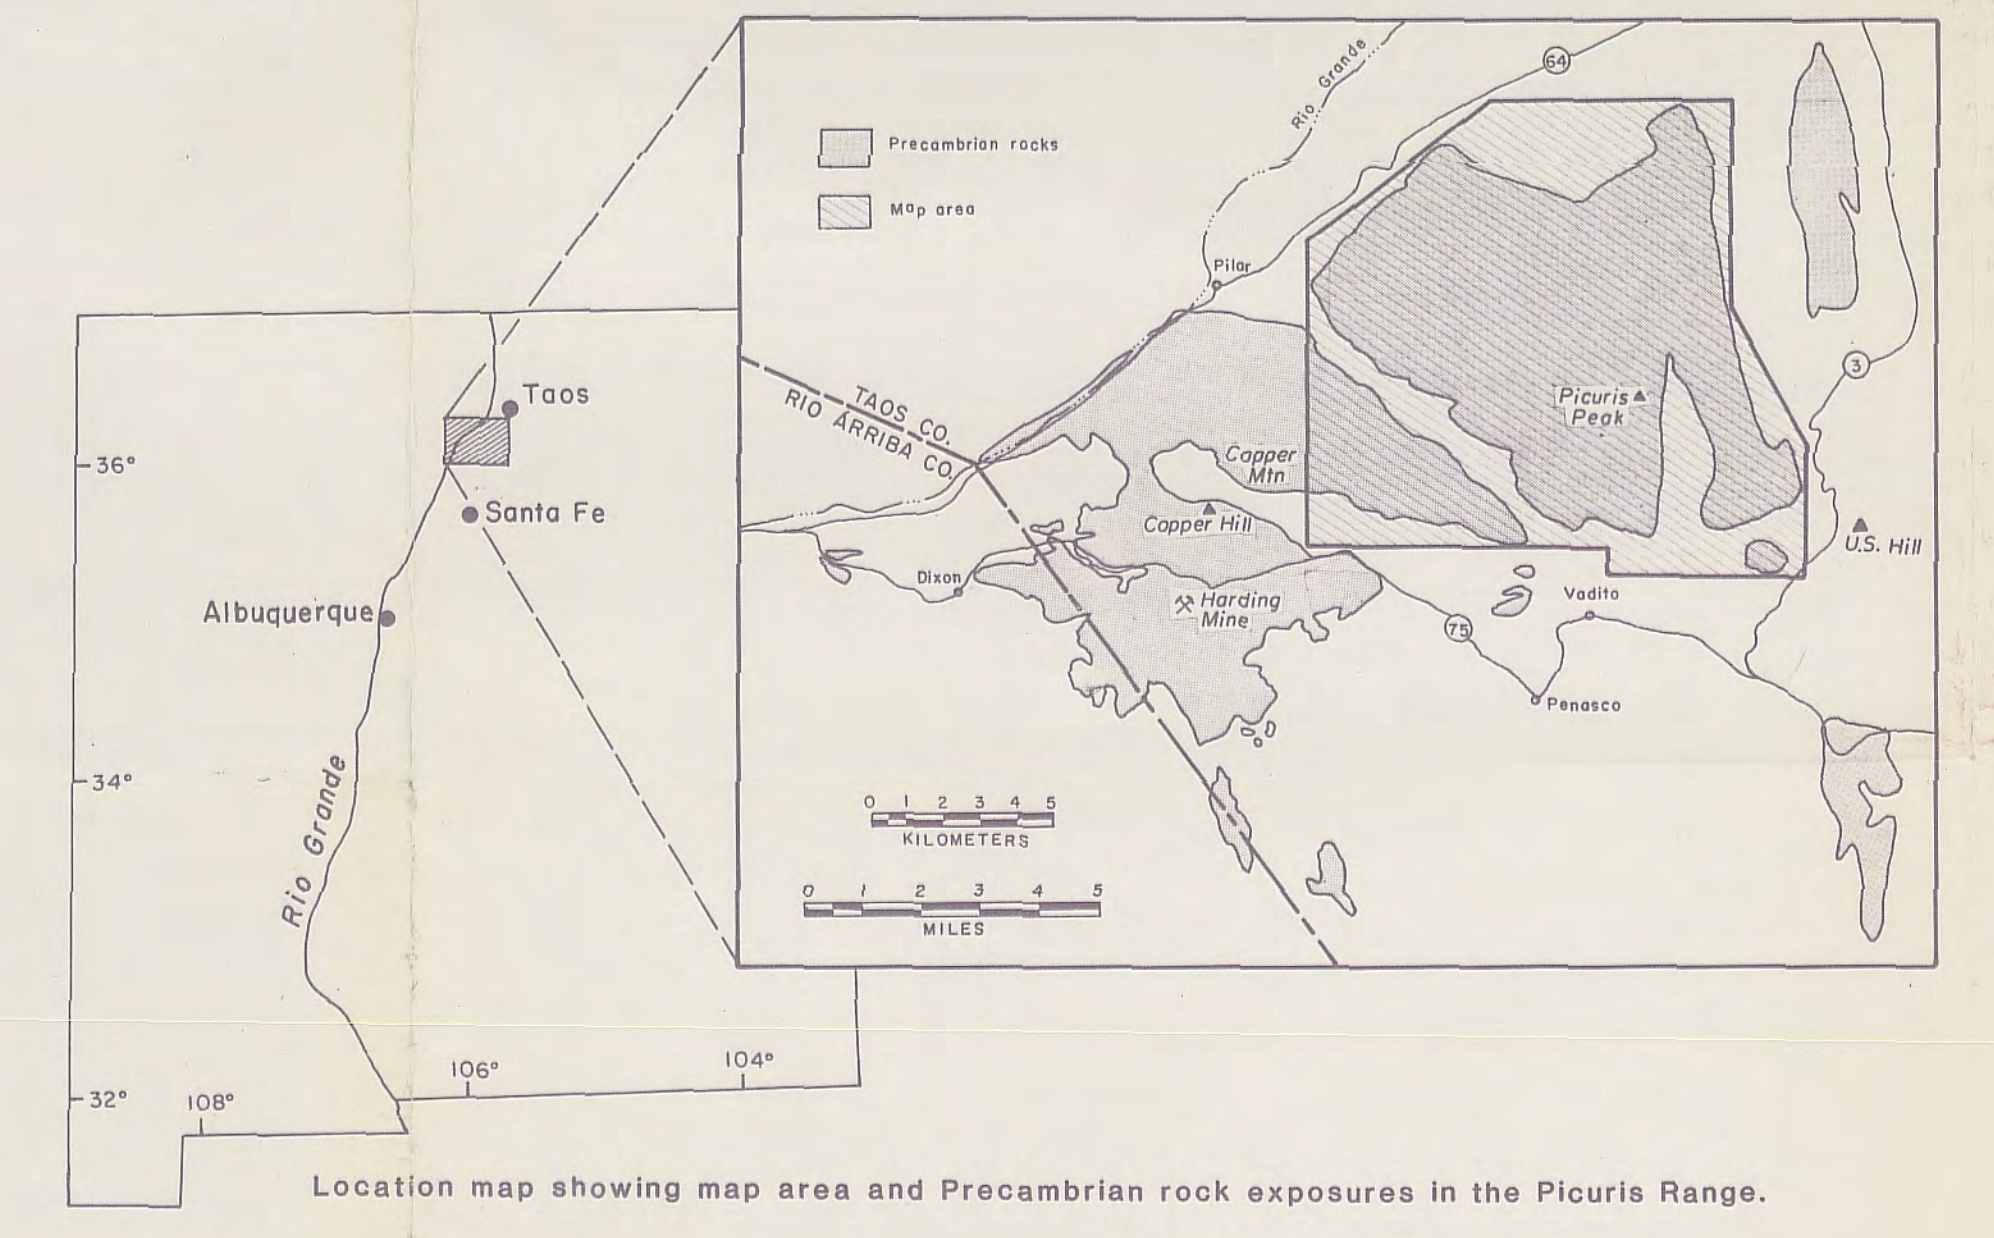 Rio Grande
64
Precambrian rocks
Map area
Pilar
3
TAOS CO.
RIO ARRIBA CO.
Picuris
Peak
Copper
Mtn
Copper Hill
U.S. Hill
Dixon
Harding
Mine
Vadito
75
Penasco
0 1 2 3 4 5
KILOMETERS
0 1 2 3 4 5
MILES
Taos
36°
Santa Fe
Albuquerque
34°
Rio Grande
32°
108°
106°
104°
Location map showing map area and Precambrian rock exposures in the Picuris Range.